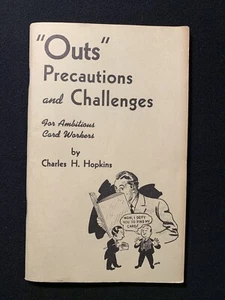 "Outs"
Precautions
and Challenges
For Ambitious
Card Workers
by
Charles H. Hopkins
NOW, I DEFY
YOU TO FIND MY
CARD!